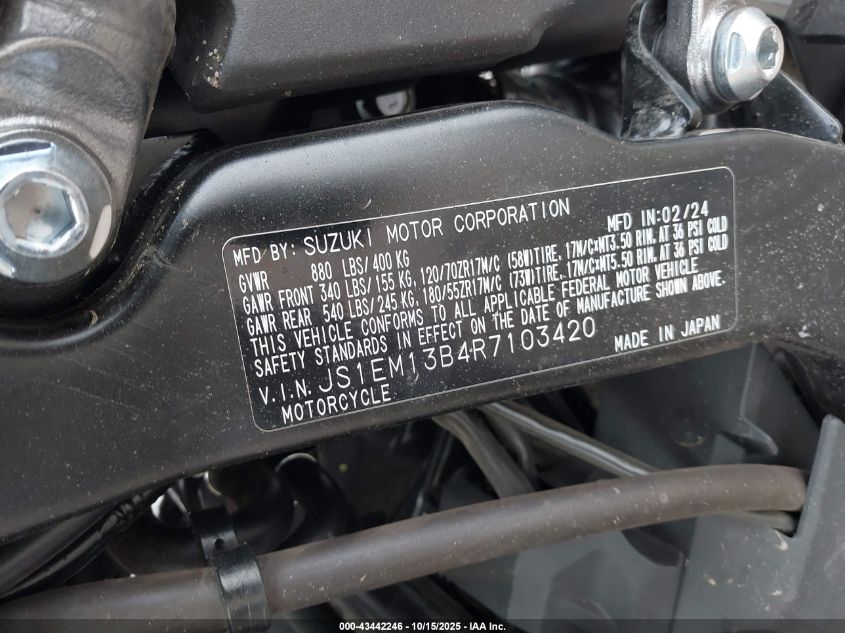 MFD BY: SUZUKI MOTOR CORPORATION MFD IN:02/24
GVWR 880 LBS/400 KG
GAWR FRONT 340 LBS/155 KG, 120/70ZR17M/C (58W)TIRE, 17M/C×MT3.50 RIM, AT 36 PSI COLD
GAWR REAR 540 LBS/245 KG, 180/55ZR17M/C (73W)TIRE, 17M/C×MT5.50 RIM, AT 36 PSI COLD
THIS VEHICLE CONFORMS TO ALL APPLICABLE FEDERAL MOTOR VEHICLE
SAFETY STANDARDS IN EFFECT ON THE DATE OF MANUFACTURE SHOWN ABOVE.
V.I.N. JS1EM13B4R7103420 MADE IN JAPAN
MOTORCYCLE
000-43442246 - 10/15/2025 - IAA Inc.